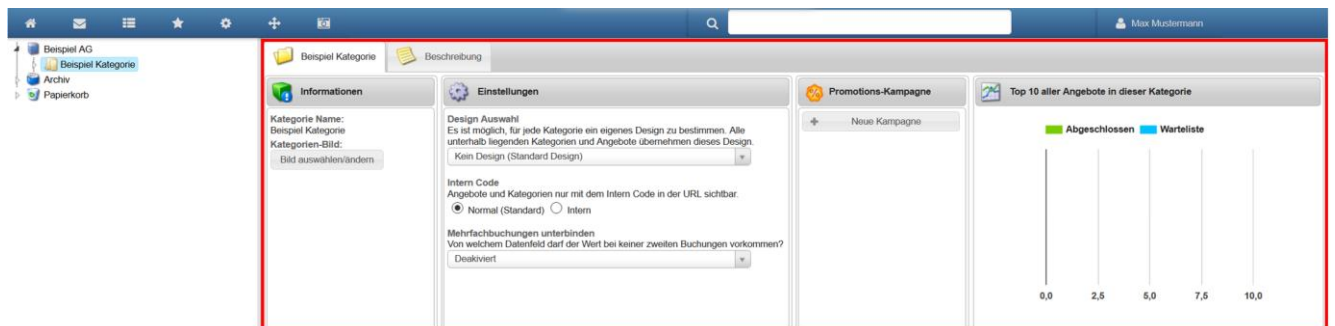 Max Mustermann
Beispiel AG
Beispiel Kategorie
Archiv
Papierkorb
Beispiel Kategorie
Beschreibung
Informationen
Kategorie Name:
Beispiel Kategorie
Kategorien-Bild:
Bild auswählen/ändern
Einstellungen
Design Auswahl
Es ist möglich, für jede Kategorie ein eigenes Design zu bestimmen. Alle
unterhalb liegenden Kategorien und Angebote übernehmen dieses Design.
Kein Design (Standard Design)
Intern Code
Angebote und Kategorien nur mit dem Intern Code in der URL sichtbar.
Normal (Standard) Intern
Mehrfachbuchungen unterbinden
Von welchem Datenfeld darf der Wert bei keiner zweiten Buchungen vorkommen?
Deakiviert
Promotions-Kampagne
Neue Kampagne
Top 10 aller Angebote in dieser Kategorie
Abgeschlossen Warteliste
0,0 2,5 5,0 7,5 10,0